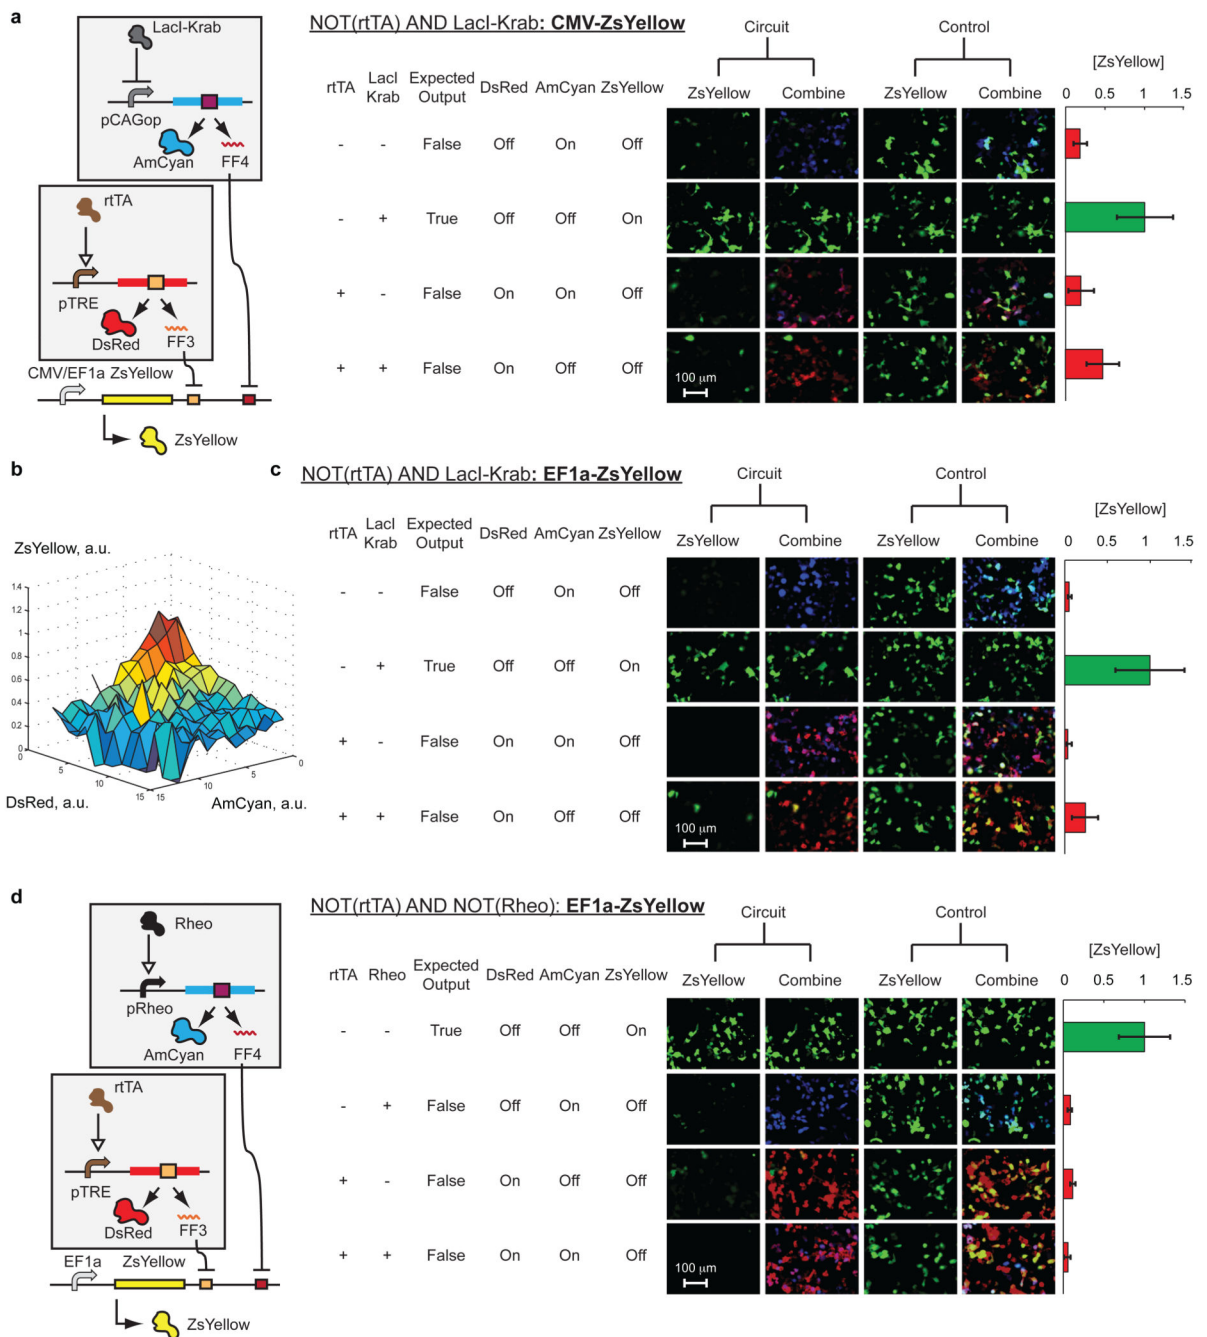 a
LacI-Krab
pCAGop
AmCyan FF4
rtTA
pTRE
DsRed FF3
CMV/EF1a ZsYellow
ZsYellow
NOT(rtTA) AND LacI-Krab: CMV-ZsYellow
Circuit Control
[ZsYellow]
rtTA LacI Krab Expected Output DsRed AmCyan ZsYellow ZsYellow Combine ZsYellow Combine
0 0.5 1 1.5
- - False Off On Off
- + True Off Off On
+ - False On On Off
+ + False On Off Off
100 µm
b
ZsYellow, a.u.
1.4
1.2
1
0.8
0.6
0.4
0.2
0
0 5 10 15
15 10 5 0
DsRed, a.u. AmCyan, a.u.
c
NOT(rtTA) AND LacI-Krab: EF1a-ZsYellow
Circuit Control
[ZsYellow]
rtTA LacI Krab Expected Output DsRed AmCyan ZsYellow ZsYellow Combine ZsYellow Combine
0 0.5 1 1.5
- - False Off On Off
- + True Off Off On
+ - False On On Off
+ + False On Off Off
100 µm
d
Rheo
pRheo
AmCyan FF4
rtTA
pTRE
DsRed FF3
EF1a ZsYellow
ZsYellow
NOT(rtTA) AND NOT(Rheo): EF1a-ZsYellow
Circuit Control
[ZsYellow]
rtTA Rheo Expected Output DsRed AmCyan ZsYellow ZsYellow Combine ZsYellow Combine
0 0.5 1 1.5
- - True Off Off On
- + False Off On Off
+ - False On Off Off
+ + False On On Off
100 µm